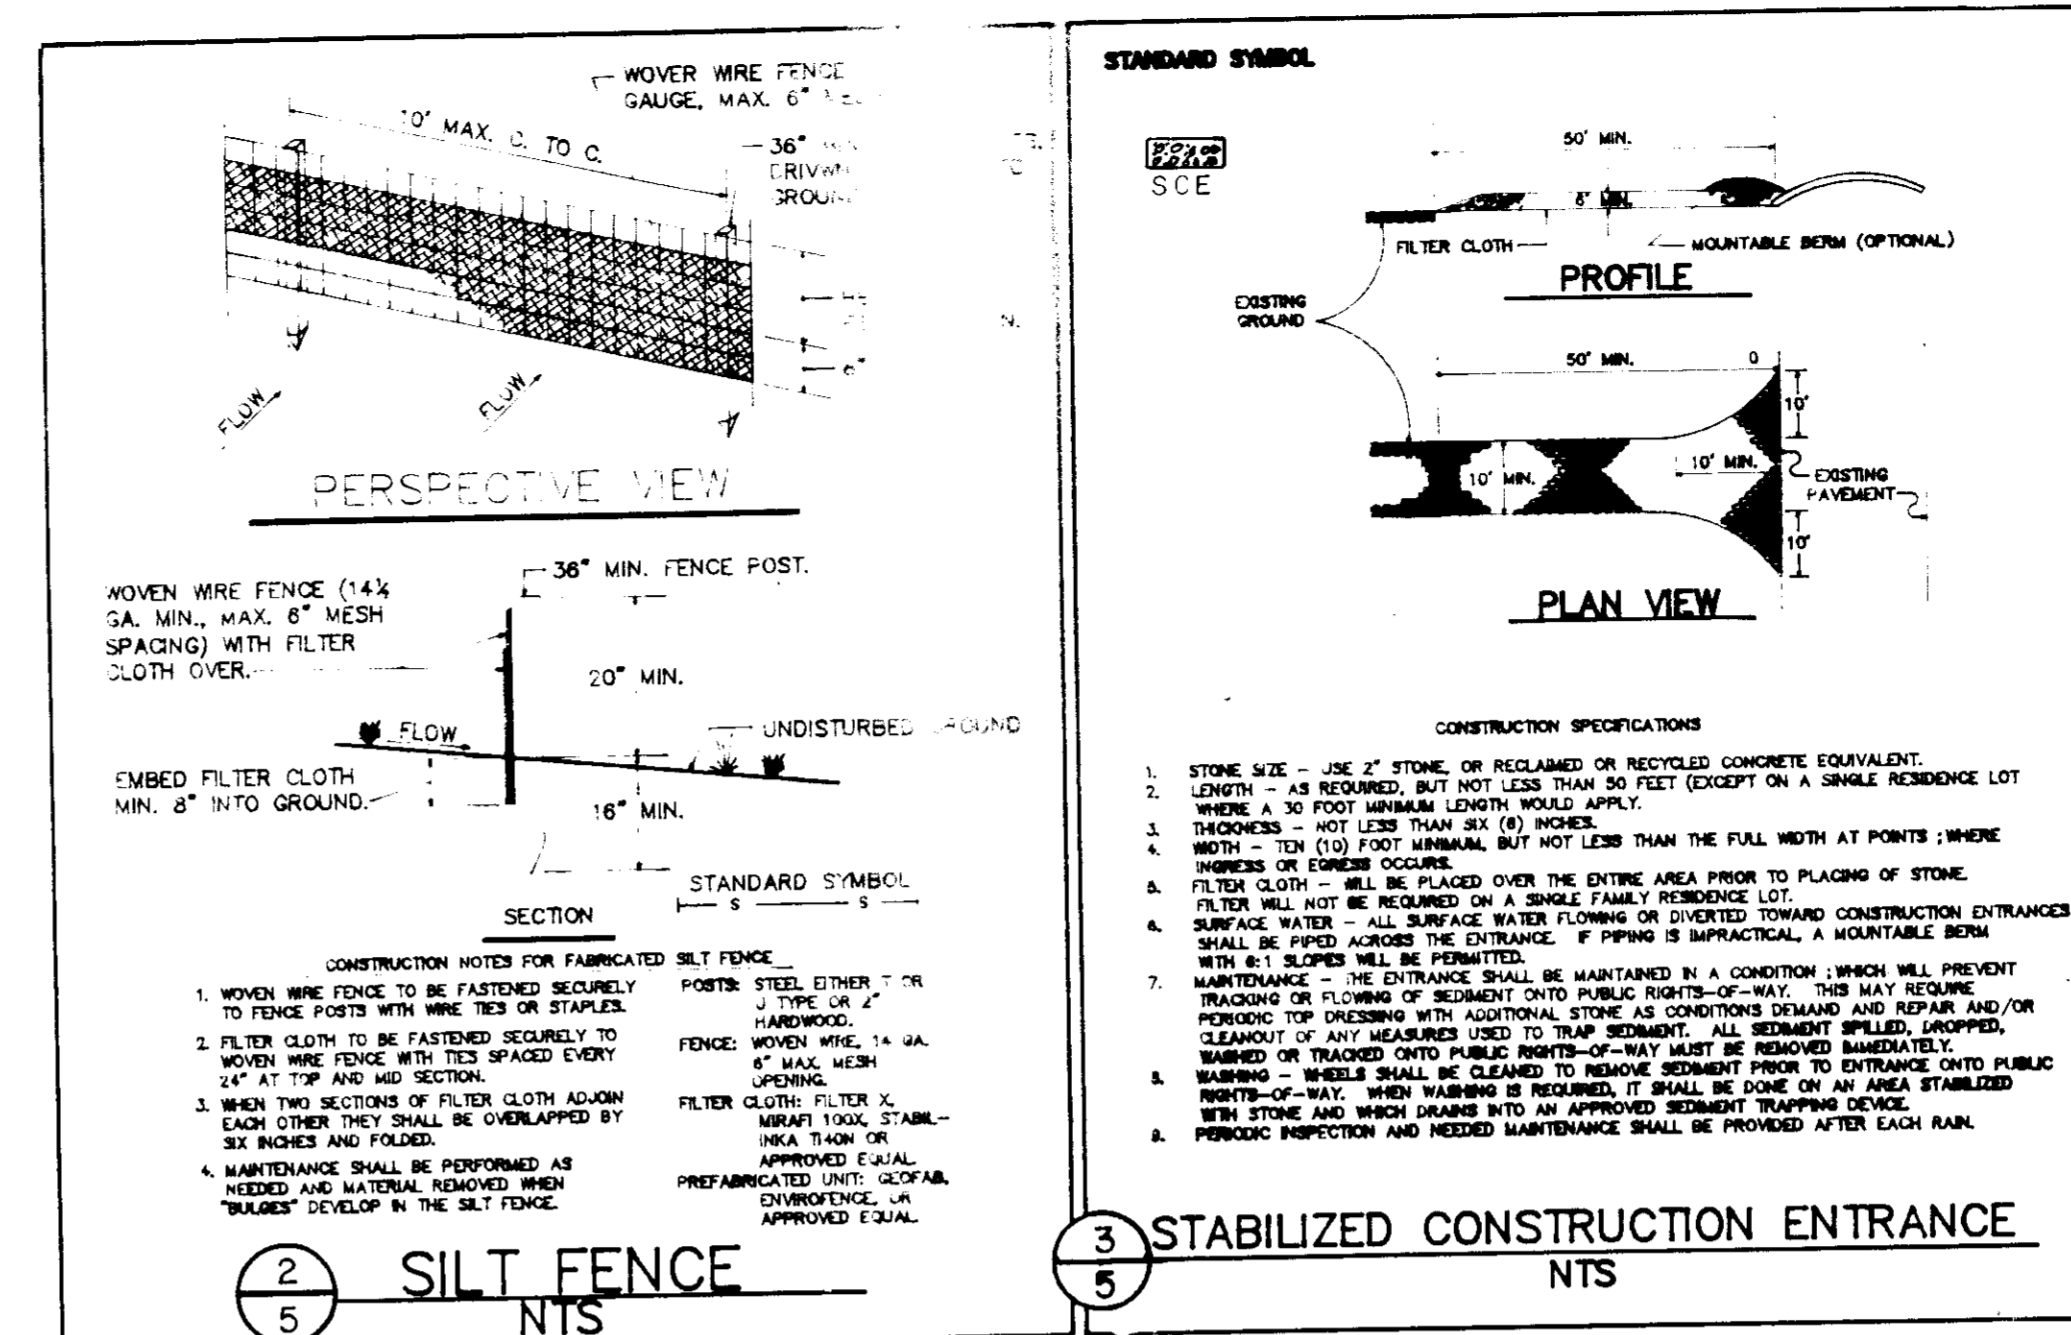 WOVER WIRE FENCE
GAUGE, MAX. 6"
10' MAX. C. TO C.
36"
DRIVWN
GROUN
6"
FLOW
FLOW
PERSPECTIVE VIEW
36" MIN. FENCE POST.
WOVEN WIRE FENCE (14½
GA. MIN., MAX. 6" MESH
SPACING) WITH FILTER
CLOTH OVER.
20" MIN.
FLOW
UNDISTURBED GROUND
EMBED FILTER CLOTH
MIN. 8" INTO GROUND.
16" MIN.
STANDARD SYMBOL
S S
SECTION
CONSTRUCTION NOTES FOR FABRICATED SILT FENCE
1. WOVEN WIRE FENCE TO BE FASTENED SECURELY
TO FENCE POSTS WITH WIRE TIES OR STAPLES.
2. FILTER CLOTH TO BE FASTENED SECURELY TO
WOVEN WIRE FENCE WITH TIES SPACED EVERY
24" AT TOP AND MID SECTION.
3. WHEN TWO SECTIONS OF FILTER CLOTH ADJOIN
EACH OTHER THEY SHALL BE OVERLAPPED BY
SIX INCHES AND FOLDED.
4. MAINTENANCE SHALL BE PERFORMED AS
NEEDED AND MATERIAL REMOVED WHEN
"BULGES" DEVELOP IN THE SILT FENCE.
POSTS: STEEL EITHER T OR
U TYPE OR 2"
HARDWOOD.
FENCE: WOVEN WIRE, 14 GA.
6" MAX. MESH
OPENING.
FILTER CLOTH: FILTER X,
MIRAFI 100X, STABIL-
INKA T140N OR
APPROVED EQUAL
PREFABRICATED UNIT: GEOFAB,
ENVIROFENCE, OR
APPROVED EQUAL
2
5
SILT FENCE
NTS
STANDARD SYMBOL
SCE
50' MIN.
6" MIN.
FILTER CLOTH
MOUNTABLE BERM (OPTIONAL)
PROFILE
EXISTING
GROUND
50' MIN. 0
10'
10' MIN.
10' MIN.
EXISTING
PAVEMENT
10'
PLAN VIEW
CONSTRUCTION SPECIFICATIONS
1. STONE SIZE - USE 2" STONE, OR RECLAIMED OR RECYCLED CONCRETE EQUIVALENT.
2. LENGTH - AS REQUIRED, BUT NOT LESS THAN 50 FEET (EXCEPT ON A SINGLE RESIDENCE LOT
WHERE A 30 FOOT MINIMUM LENGTH WOULD APPLY.
3. THICKNESS - NOT LESS THAN SIX (6) INCHES.
4. WIDTH - TEN (10) FOOT MINIMUM, BUT NOT LESS THAN THE FULL WIDTH AT POINTS ;WHERE
INGRESS OR EGRESS OCCURS.
5. FILTER CLOTH - WILL BE PLACED OVER THE ENTIRE AREA PRIOR TO PLACING OF STONE.
FILTER WILL NOT BE REQUIRED ON A SINGLE FAMILY RESIDENCE LOT.
6. SURFACE WATER - ALL SURFACE WATER FLOWING OR DIVERTED TOWARD CONSTRUCTION ENTRANCES
SHALL BE PIPED ACROSS THE ENTRANCE. IF PIPING IS IMPRACTICAL, A MOUNTABLE BERM
WITH 6:1 SLOPES WILL BE PERMITTED.
7. MAINTENANCE - THE ENTRANCE SHALL BE MAINTAINED IN A CONDITION ;WHICH WILL PREVENT
TRACKING OR FLOWING OF SEDIMENT ONTO PUBLIC RIGHTS-OF-WAY. THIS MAY REQUIRE
PERIODIC TOP DRESSING WITH ADDITIONAL STONE AS CONDITIONS DEMAND AND REPAIR AND/OR
CLEANOUT OF ANY MEASURES USED TO TRAP SEDIMENT. ALL SEDIMENT SPILLED, DROPPED,
WASHED OR TRACKED ONTO PUBLIC RIGHTS-OF-WAY MUST BE REMOVED IMMEDIATELY.
8. WASHING - WHEELS SHALL BE CLEANED TO REMOVE SEDIMENT PRIOR TO ENTRANCE ONTO PUBLIC
RIGHTS-OF-WAY. WHEN WASHING IS REQUIRED, IT SHALL BE DONE ON AN AREA STABILIZED
WITH STONE AND WHICH DRAINS INTO AN APPROVED SEDIMENT TRAPPING DEVICE.
9. PERIODIC INSPECTION AND NEEDED MAINTENANCE SHALL BE PROVIDED AFTER EACH RAIN.
3
5
STABILIZED CONSTRUCTION ENTRANCE
NTS